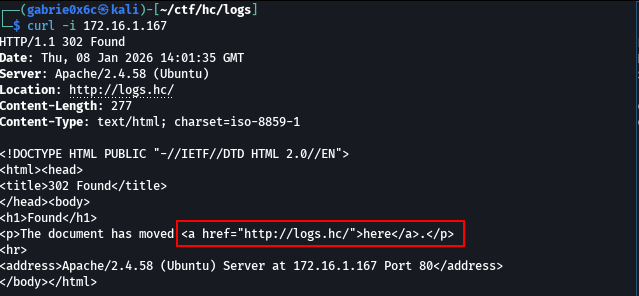 ┌──(gabrie0x6c㉿kali)-[~/ctf/hc/logs]
└─$ curl -i 172.16.1.167
HTTP/1.1 302 Found
Date: Thu, 08 Jan 2026 14:01:35 GMT
Server: Apache/2.4.58 (Ubuntu)
Location: http://logs.hc/
Content-Length: 277
Content-Type: text/html; charset=iso-8859-1
<!DOCTYPE HTML PUBLIC "-//IETF//DTD HTML 2.0//EN">
<html><head>
<title>302 Found</title>
</head><body>
<h1>Found</h1>
<p>The document has moved <a href="http://logs.hc/">here</a>.</p>
<hr>
<address>Apache/2.4.58 (Ubuntu) Server at 172.16.1.167 Port 80</address>
</body></html>